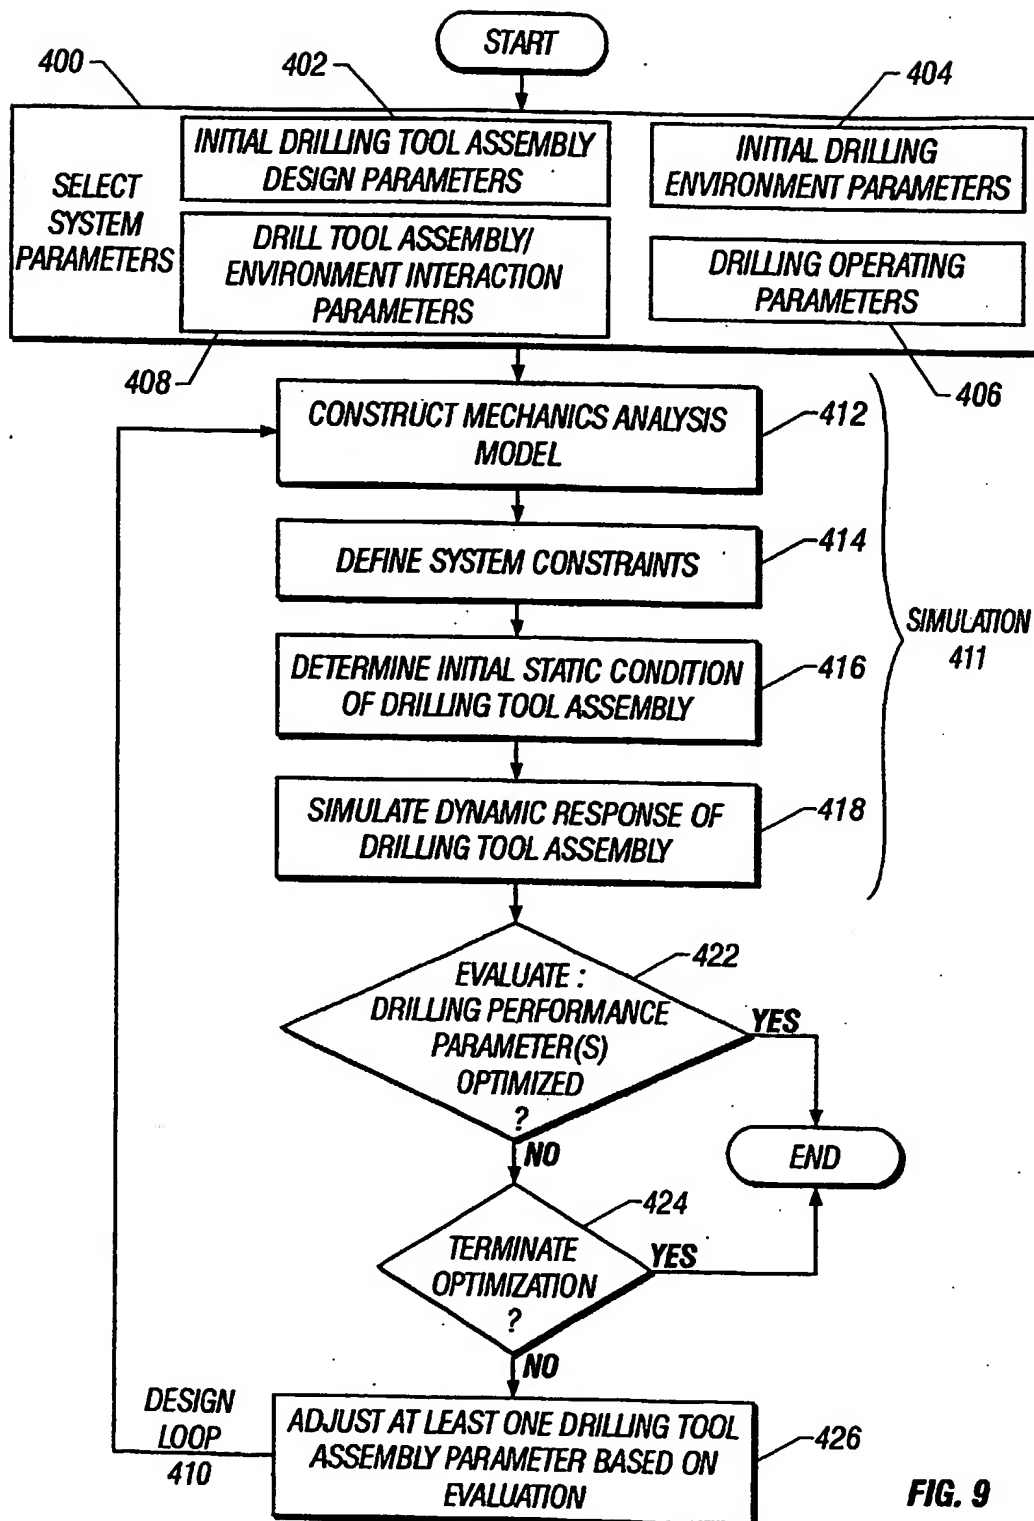 START
400
402
404
SELECT
SYSTEM
PARAMETERS
INITIAL DRILLING TOOL ASSEMBLY
DESIGN PARAMETERS
INITIAL DRILLING
ENVIRONMENT PARAMETERS
DRILL TOOL ASSEMBLY/
ENVIRONMENT INTERACTION
PARAMETERS
DRILLING OPERATING
PARAMETERS
408
406
CONSTRUCT MECHANICS ANALYSIS
MODEL
412
DEFINE SYSTEM CONSTRAINTS
414
SIMULATION
411
DETERMINE INITIAL STATIC CONDITION
OF DRILLING TOOL ASSEMBLY
416
SIMULATE DYNAMIC RESPONSE OF
DRILLING TOOL ASSEMBLY
418
EVALUATE :
DRILLING PERFORMANCE
PARAMETER(S)
OPTIMIZED
?
422
YES
NO
END
TERMINATE
OPTIMIZATION
?
424
YES
NO
DESIGN
LOOP
410
ADJUST AT LEAST ONE DRILLING TOOL
ASSEMBLY PARAMETER BASED ON
EVALUATION
426
FIG. 9